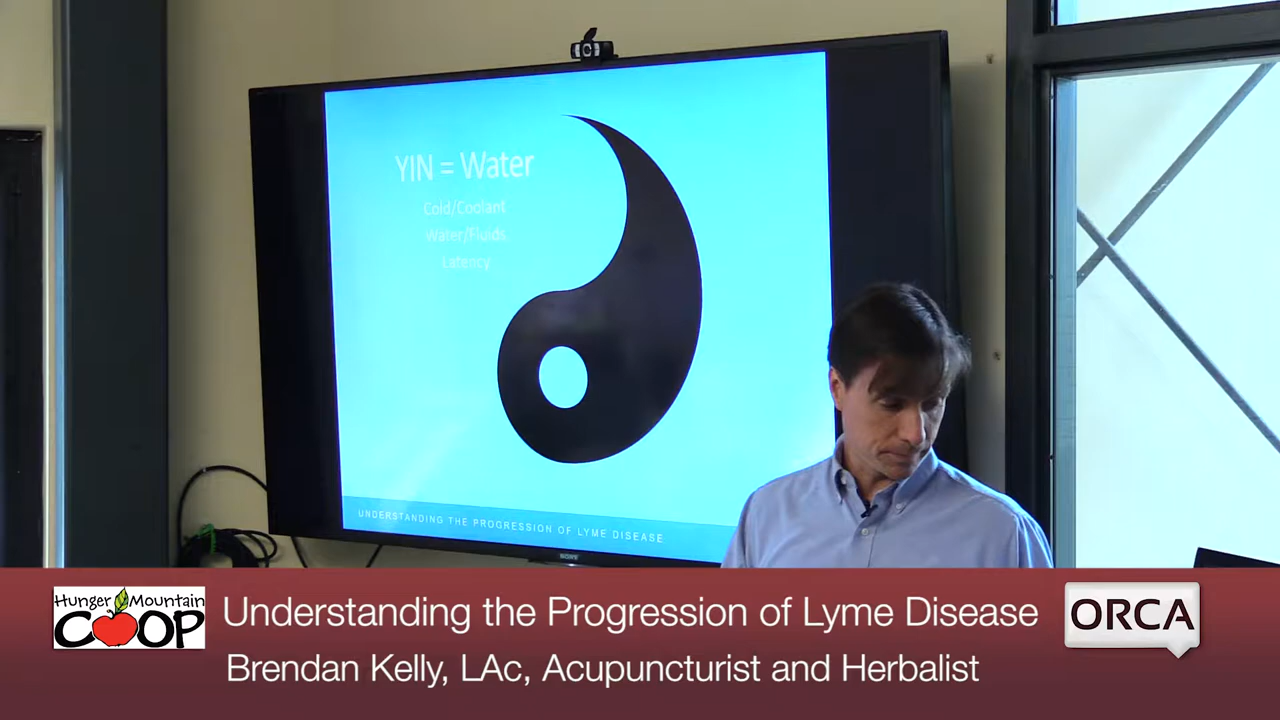 YIN = Water
Cold/Coolant
Water/Fluids
Latency
UNDERSTANDING THE PROGRESSION OF LYME DISEASE
SONY
Hunger Mountain
COOP
Understanding the Progression of Lyme Disease
Brendan Kelly, LAc, Acupuncturist and Herbalist
ORCA